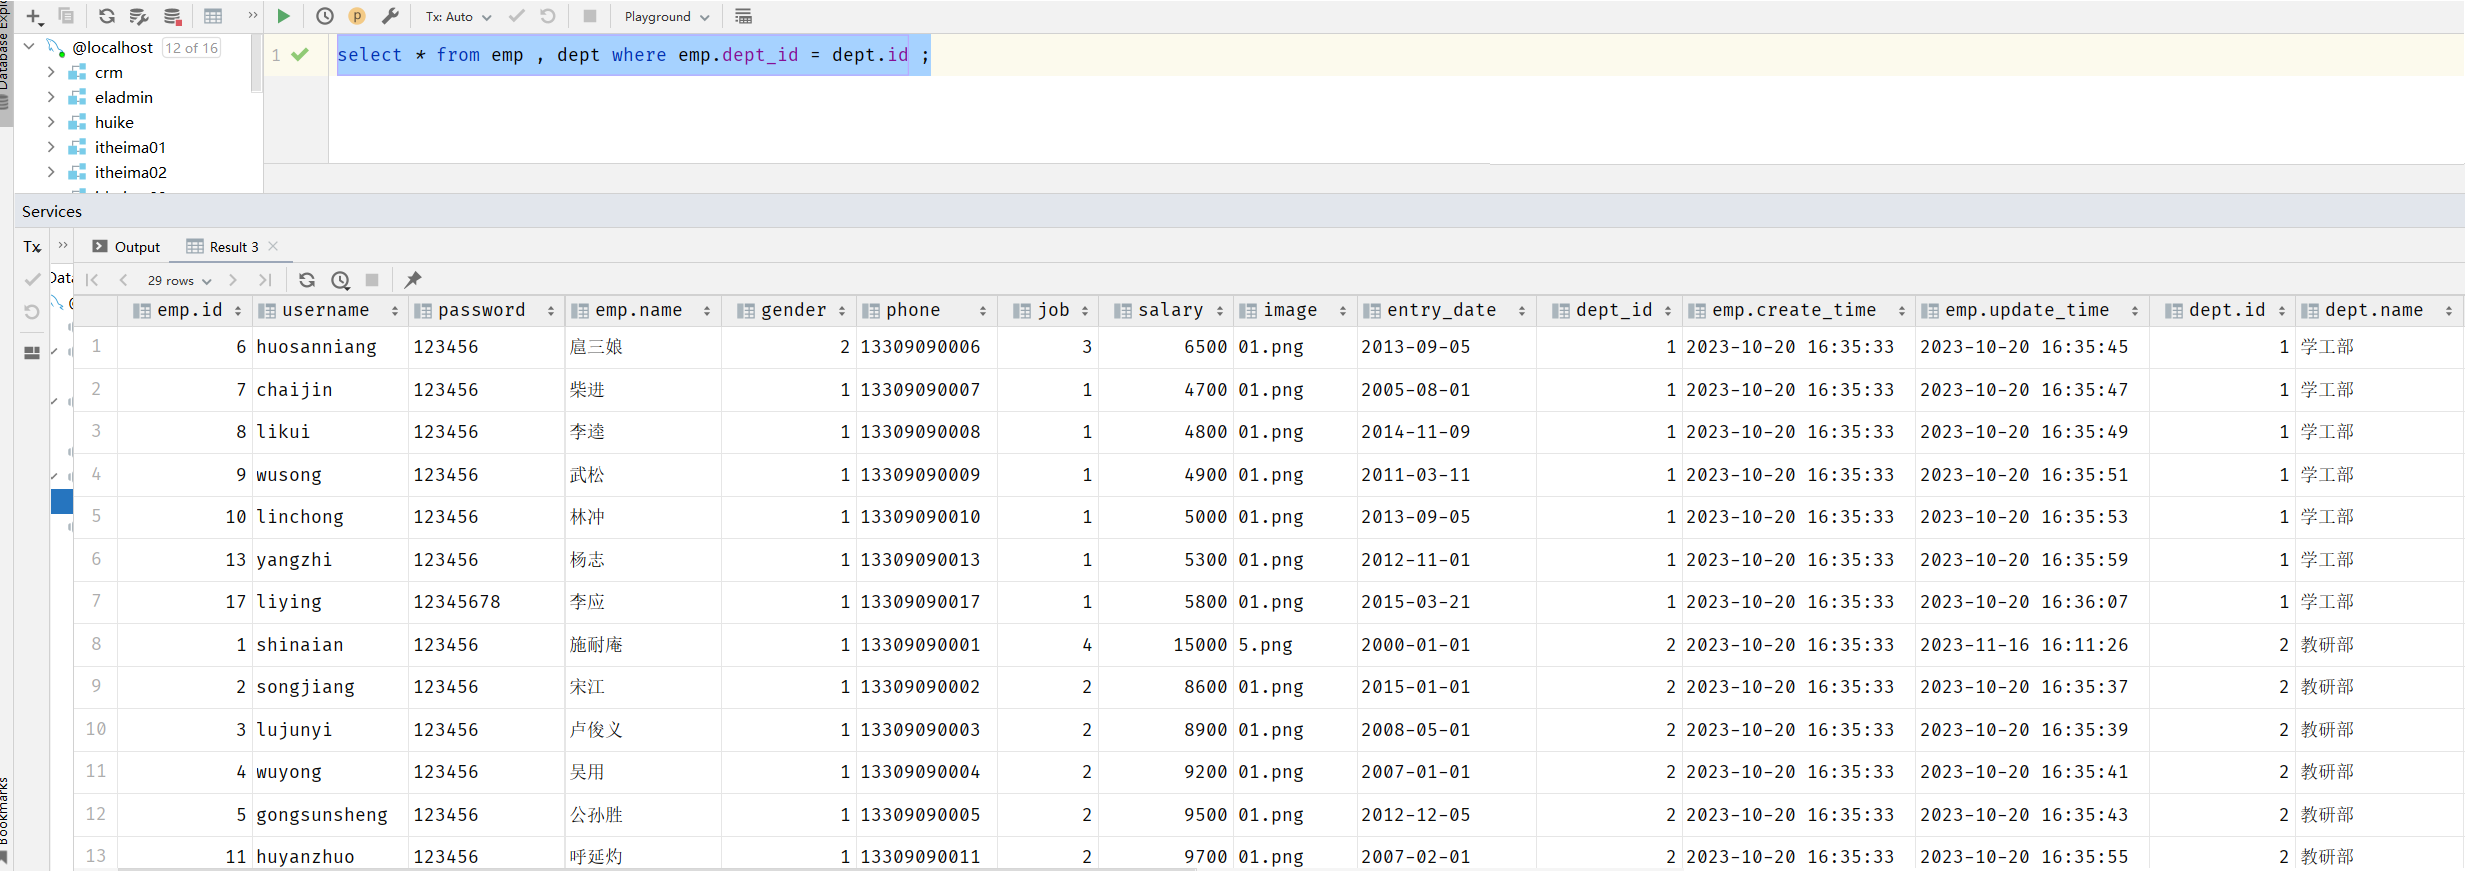 Tx: Auto
Playground
@localhost 12 of 16
crm
eladmin
huike
itheima01
itheima02
1
select * from emp , dept where emp.dept_id = dept.id ;
Services
Tx
Output
Result 3
29 rows
emp.id username password emp.name gender phone job salary image entry_date dept_id emp.create_time emp.update_time dept.id dept.name
1 6 huosanniang 123456 扈三娘 2 13309090006 3 6500 01.png 2013-09-05 1 2023-10-20 16:35:33 2023-10-20 16:35:45 1 学工部
2 7 chaijin 123456 柴进 1 13309090007 1 4700 01.png 2005-08-01 1 2023-10-20 16:35:33 2023-10-20 16:35:47 1 学工部
3 8 likui 123456 李逵 1 13309090008 1 4800 01.png 2014-11-09 1 2023-10-20 16:35:33 2023-10-20 16:35:49 1 学工部
4 9 wusong 123456 武松 1 13309090009 1 4900 01.png 2011-03-11 1 2023-10-20 16:35:33 2023-10-20 16:35:51 1 学工部
5 10 linchong 123456 林冲 1 13309090010 1 5000 01.png 2013-09-05 1 2023-10-20 16:35:33 2023-10-20 16:35:53 1 学工部
6 13 yangzhi 123456 杨志 1 13309090013 1 5300 01.png 2012-11-01 1 2023-10-20 16:35:33 2023-10-20 16:35:59 1 学工部
7 17 liying 12345678 李应 1 13309090017 1 5800 01.png 2015-03-21 1 2023-10-20 16:35:33 2023-10-20 16:36:07 1 学工部
8 1 shinaian 123456 施耐庵 1 13309090001 4 15000 5.png 2000-01-01 2 2023-10-20 16:35:33 2023-11-16 16:11:26 2 教研部
9 2 songjiang 123456 宋江 1 13309090002 2 8600 01.png 2015-01-01 2 2023-10-20 16:35:33 2023-10-20 16:35:37 2 教研部
10 3 lujunyi 123456 卢俊义 1 13309090003 2 8900 01.png 2008-05-01 2 2023-10-20 16:35:33 2023-10-20 16:35:39 2 教研部
11 4 wuyong 123456 吴用 1 13309090004 2 9200 01.png 2007-01-01 2 2023-10-20 16:35:33 2023-10-20 16:35:41 2 教研部
12 5 gongsunsheng 123456 公孙胜 1 13309090005 2 9500 01.png 2012-12-05 2 2023-10-20 16:35:33 2023-10-20 16:35:43 2 教研部
13 11 huyanzhuo 123456 呼延灼 1 13309090011 2 9700 01.png 2007-02-01 2 2023-10-20 16:35:33 2023-10-20 16:35:55 2 教研部
Bookmarks